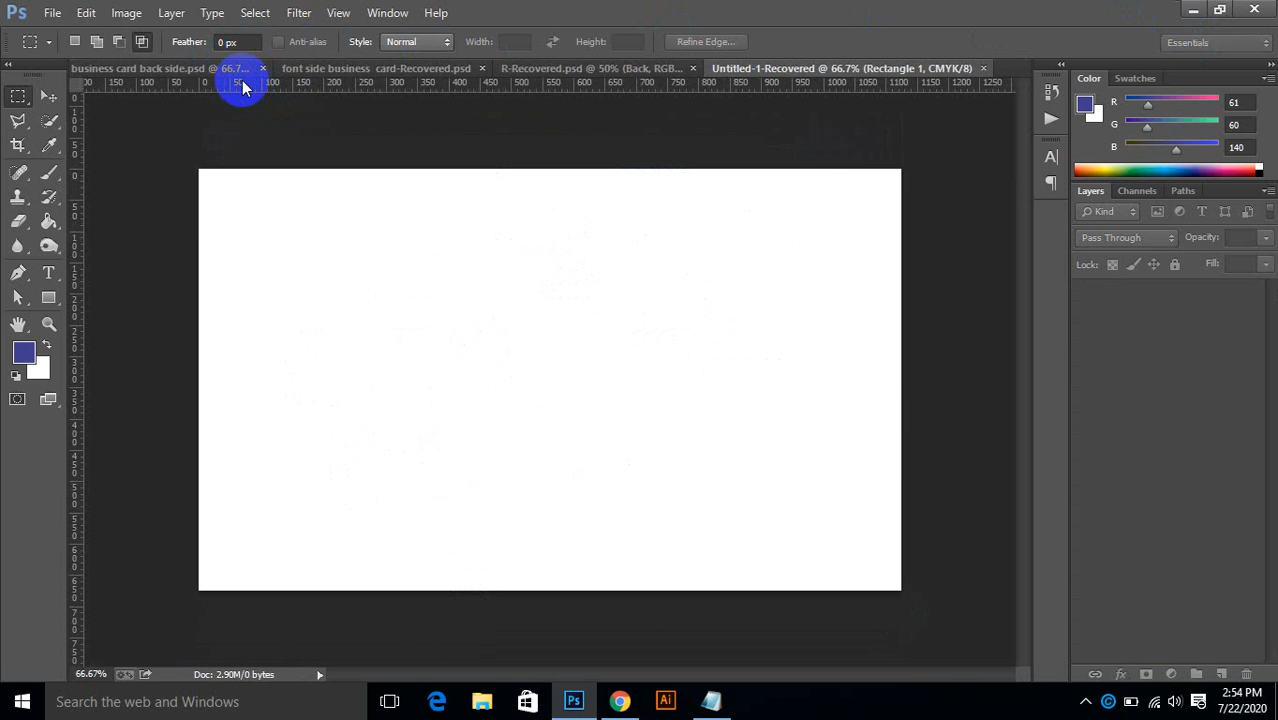 Ps File Edit Image Layer Type Select Filter View Window Help
Feather: 0 px Anti-alias Style: Normal Width: Height: Refine Edge... Essentials
business card back side.psd @ 66.7... × font side business card-Recovered.psd × R-Recovered.psd @ 50% (Back, RGB... × Untitled-1-Recovered @ 66.7% (Rectangle 1, CMYK/8) ×
Color Swatches
R 61
G 60
B 140
Layers Channels Paths
Kind
Pass Through Opacity:
Lock: Fill:
66.67% Doc: 2.90M/0 bytes
Search the web and Windows
2:54 PM
7/22/2020